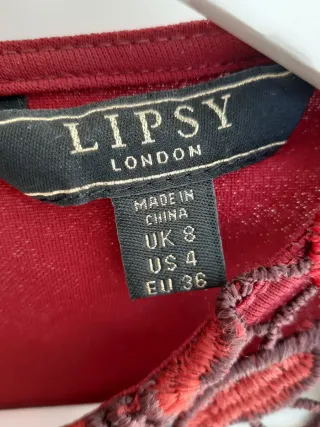 LIPSY
LONDON
MADE IN
CHINA
UK 8
US 4
EU 36